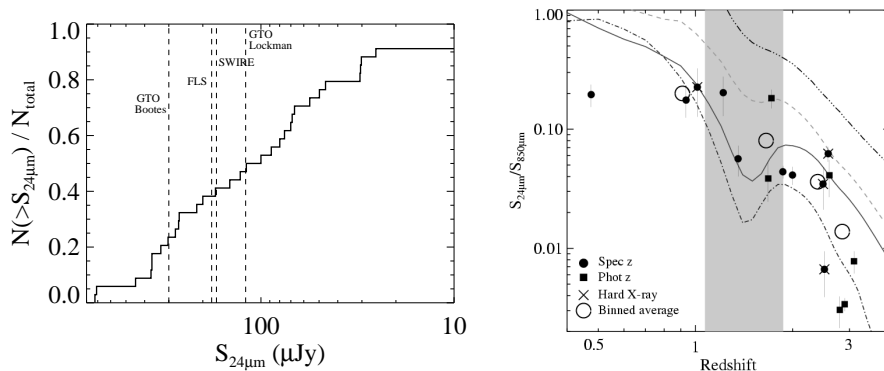 1.0
0.8
0.6
0.4
0.2
0.0
N(>S24μm) / Ntotal
GTO
Bootes
FLS
SWIRE
GTO
Lockman
100
10
S24μm (μJy)
1.00
0.10
0.01
S24μm/S850μm
Spec z
Phot z
Hard X-ray
Binned average
0.5
1
3
Redshift